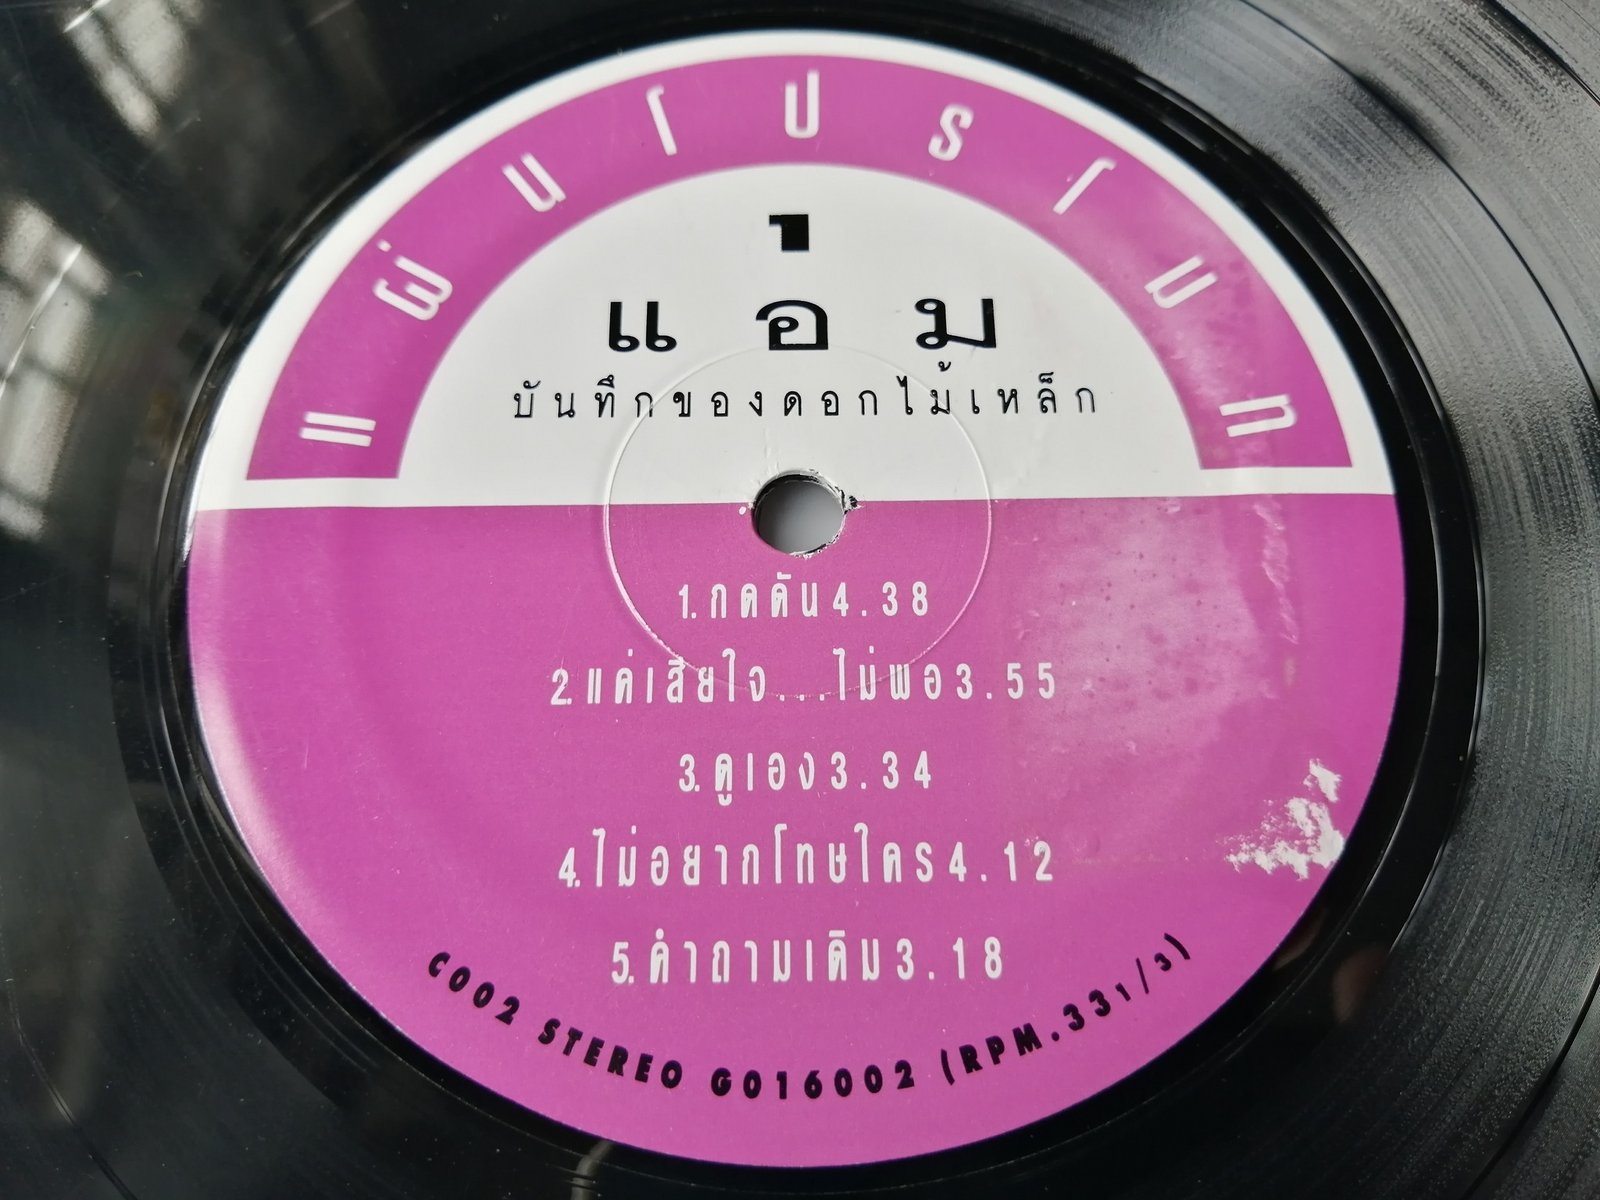 แผ่นโปรโมท
1
แอม
บันทึกของดอกไม้เหล็ก
1. กดดัน 4.38
2. แค่เสียใจ...ไม่พอ 3.55
3. ดูเอง 3.34
4. ไม่อยากโทษใคร 4.12
5. คำถามเดิม 3.18
C002 STEREO G016002 (RPM.33 1/3)